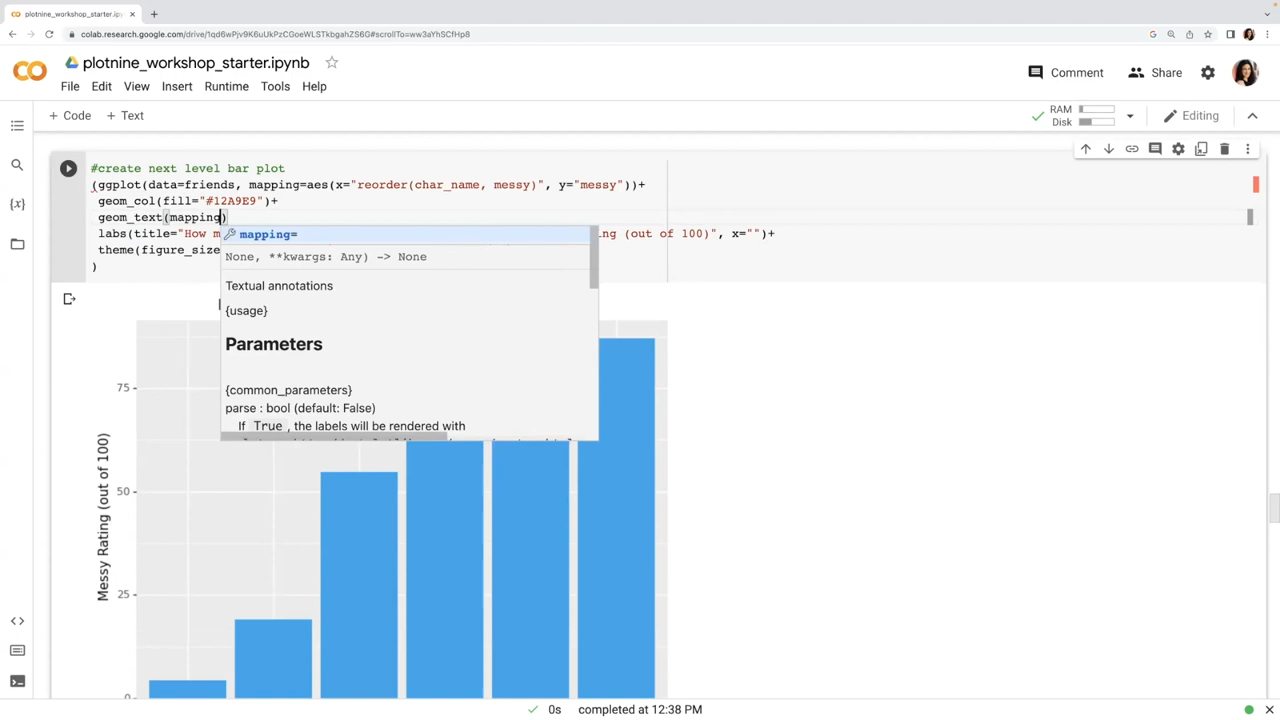 plotnine_workshop_starter.ipy
colab.research.google.com/drive/1qd6wPjv9K6uUkPzCGoeWLSTkbgahZS6G#scrollTo=ww3aYhSCfHp8
plotnine_workshop_starter.ipynb
Comment
Share
File Edit View Insert Runtime Tools Help
+ Code + Text
RAM
Disk
Editing
#create next level bar plot
(ggplot(data=friends, mapping=aes(x="reorder(char_name, messy)", y="messy"))+
geom_col(fill="#12A9E9")+
geom_text(mapping)
labs(title="How m
ng (out of 100)", x="")+
theme(figure_size
)
mapping=
None, **kwargs: Any) -> None
Textual annotations
{usage}
Parameters
{common_parameters}
parse : bool (default: False)
If True, the labels will be rendered with
75
50
25
0
Messy Rating (out of 100)
0s completed at 12:38 PM